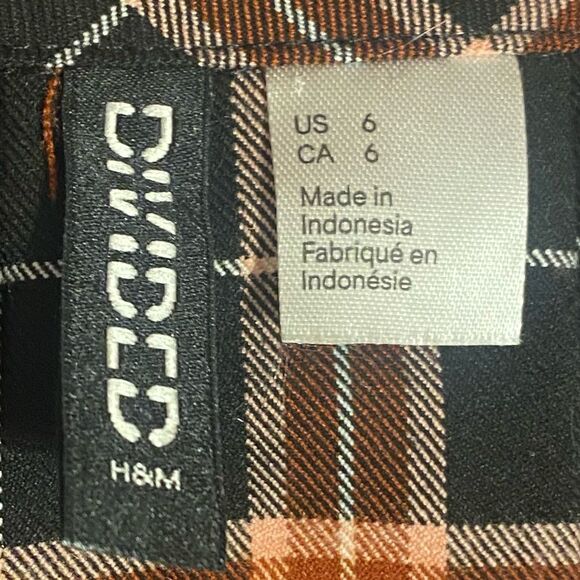 DIVIDED
H&M
US 6
CA 6
Made in
Indonesia
Fabriqué en
Indonésie